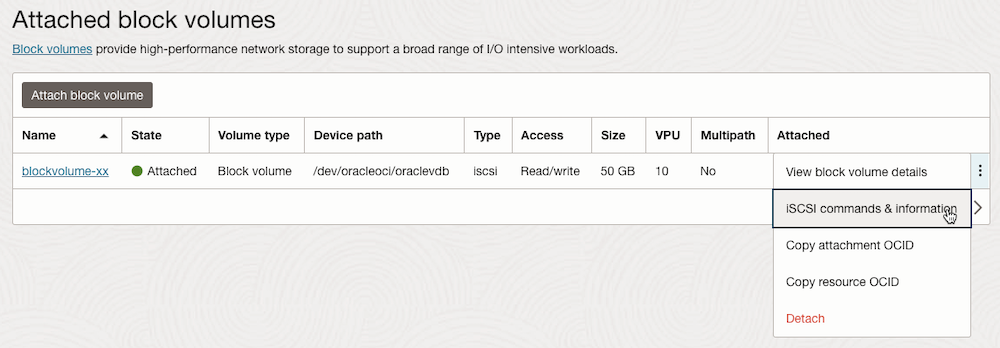 Attached block volumes
Block volumes provide high-performance network storage to support a broad range of I/O intensive workloads.
Attach block volume
Name State Volume type Device path Type Access Size VPU Multipath Attached
blockvolume-xx Attached Block volume /dev/oracleoci/oraclevdb iscsi Read/write 50 GB 10 No View block volume details
iSCSI commands & information
Copy attachment OCID
Copy resource OCID
Detach